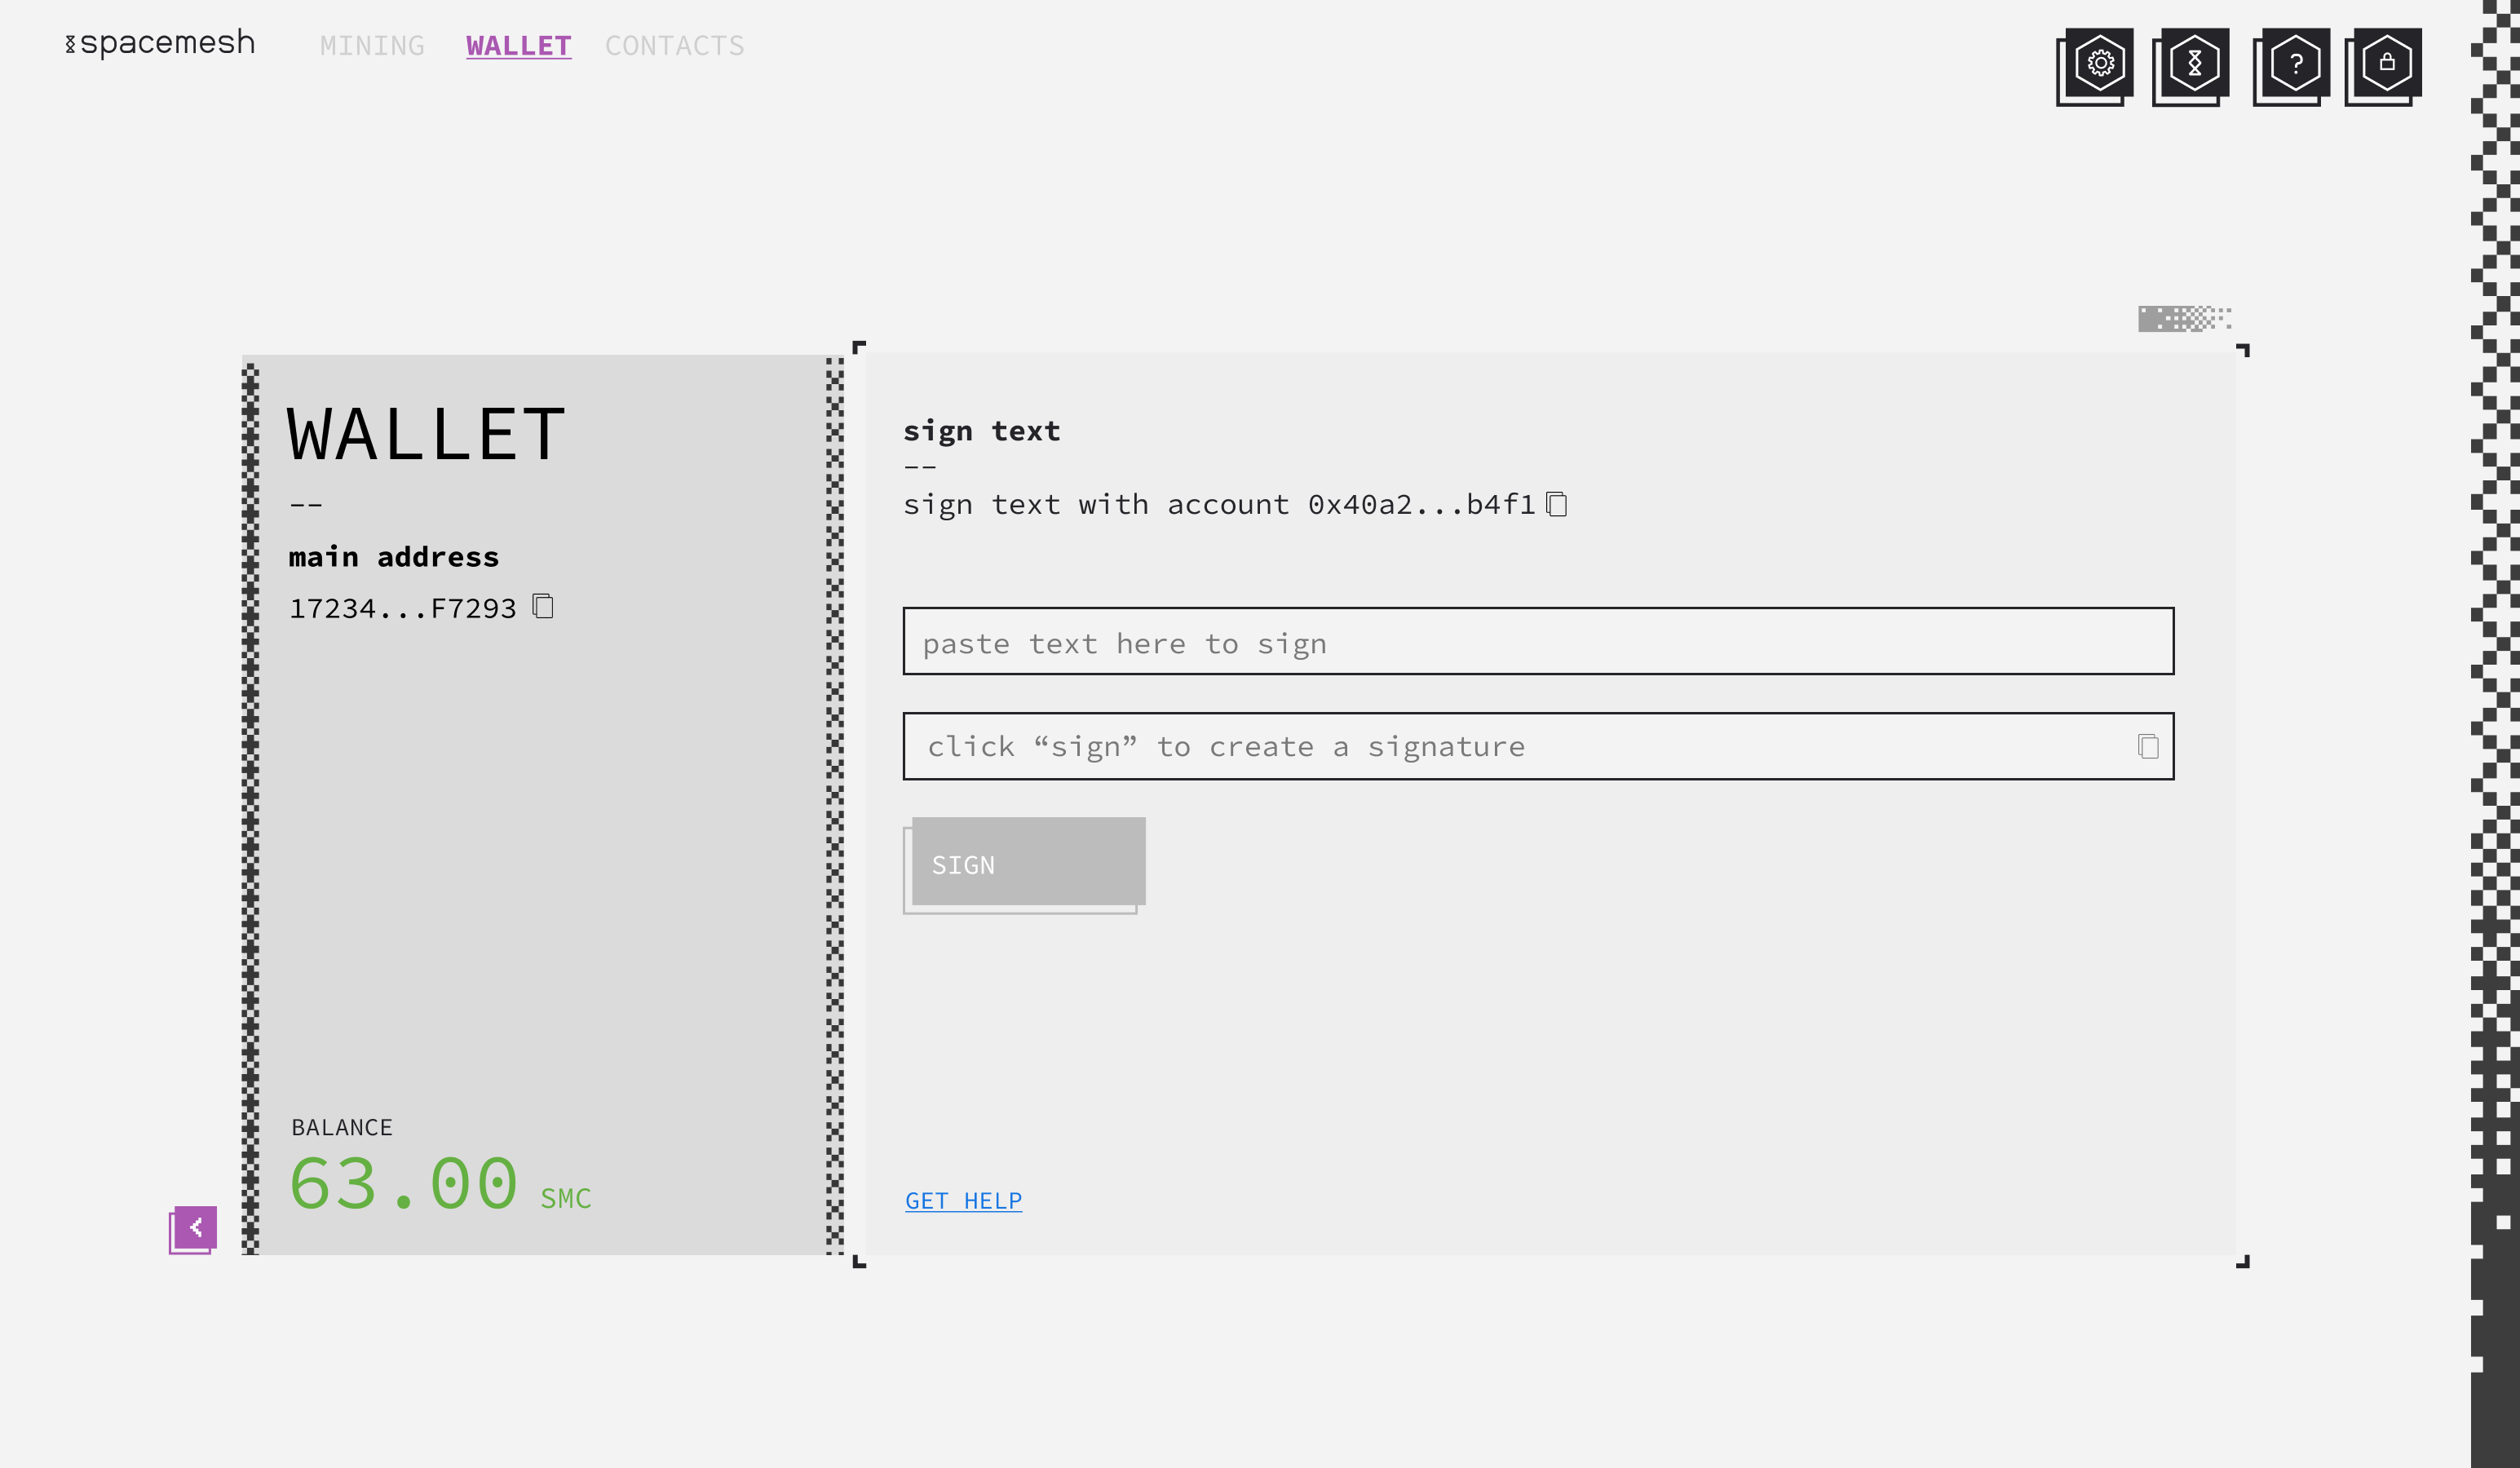 spacemesh
MINING WALLET CONTACTS
?
WALLET
--
main address
17234...F7293
BALANCE
63.00 SMC
sign text
--
sign text with account 0x40a2...b4f1
paste text here to sign
click “sign” to create a signature
SIGN
GET HELP